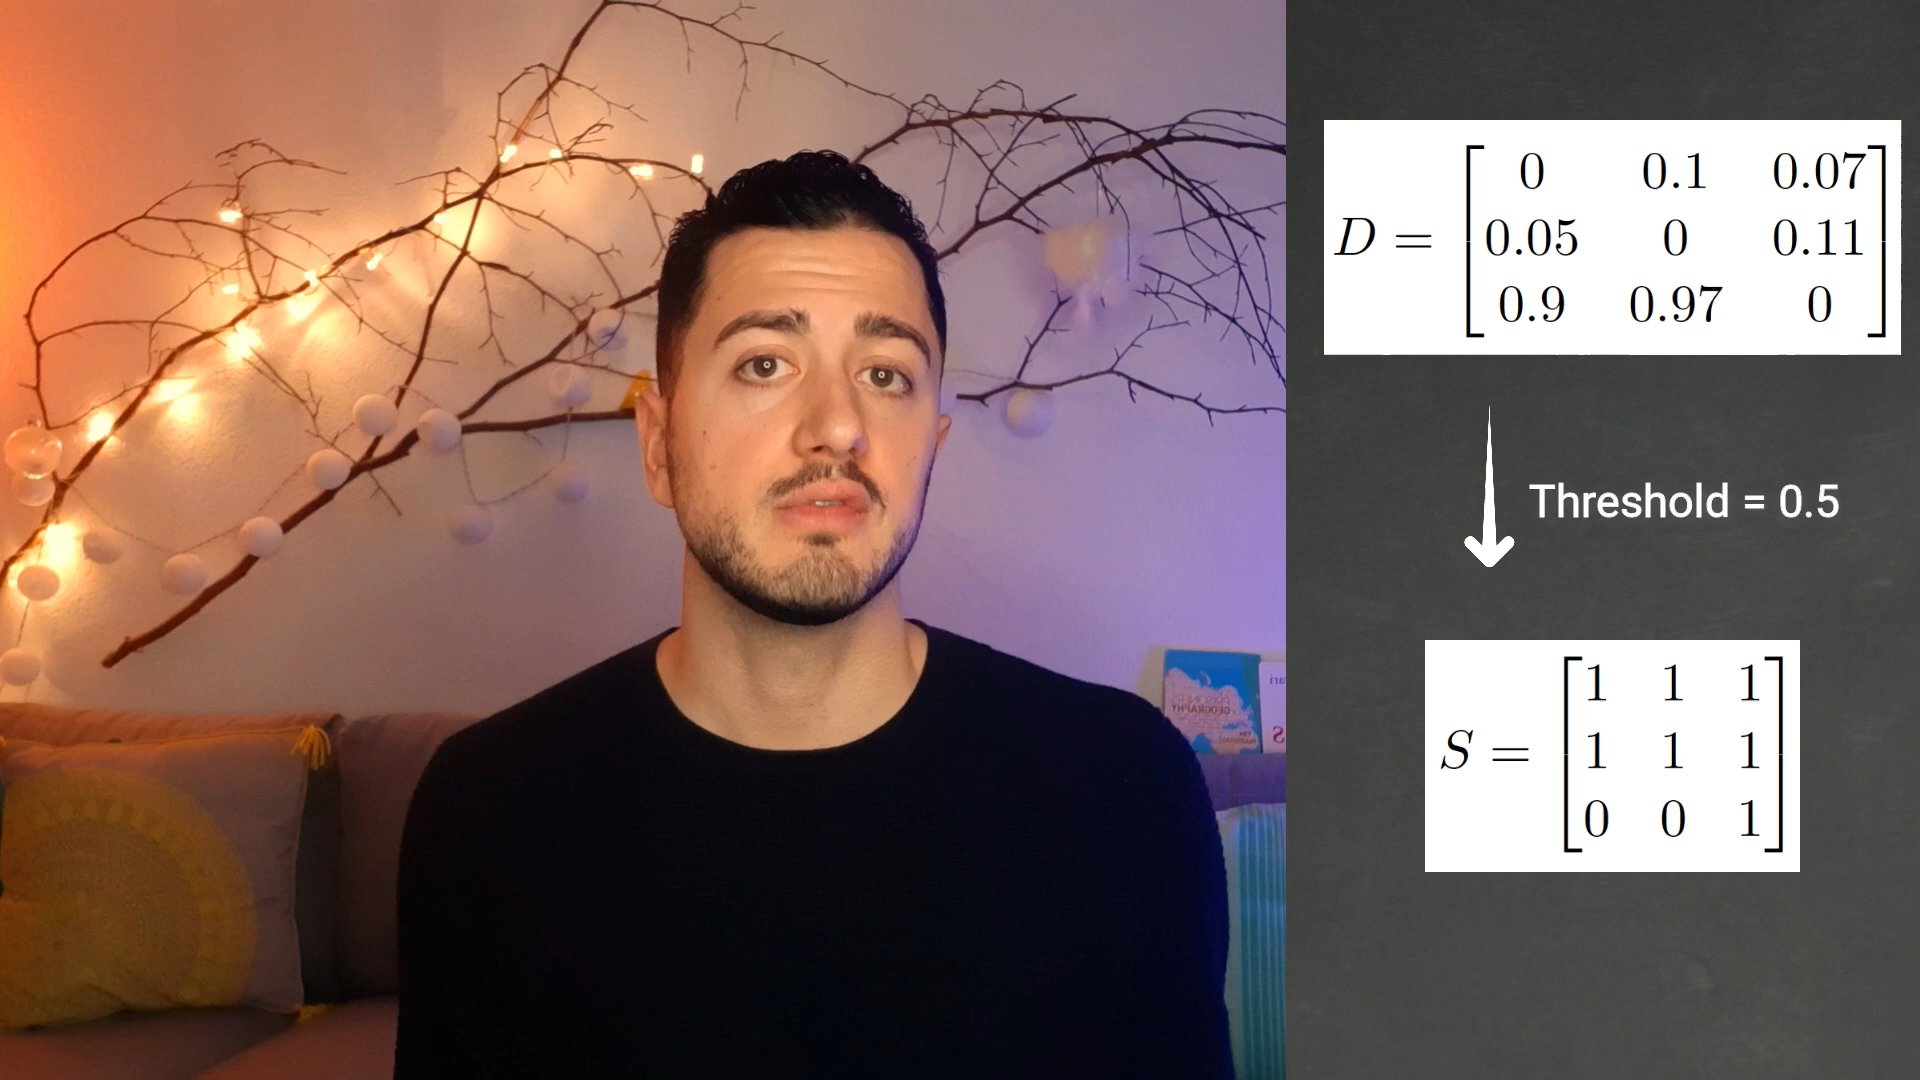 D = [0 0.1 0.07
0.05 0 0.11
0.9 0.97 0]
Threshold = 0.5
S = [1 1 1
1 1 1
0 0 1]
GEOGRAPHY